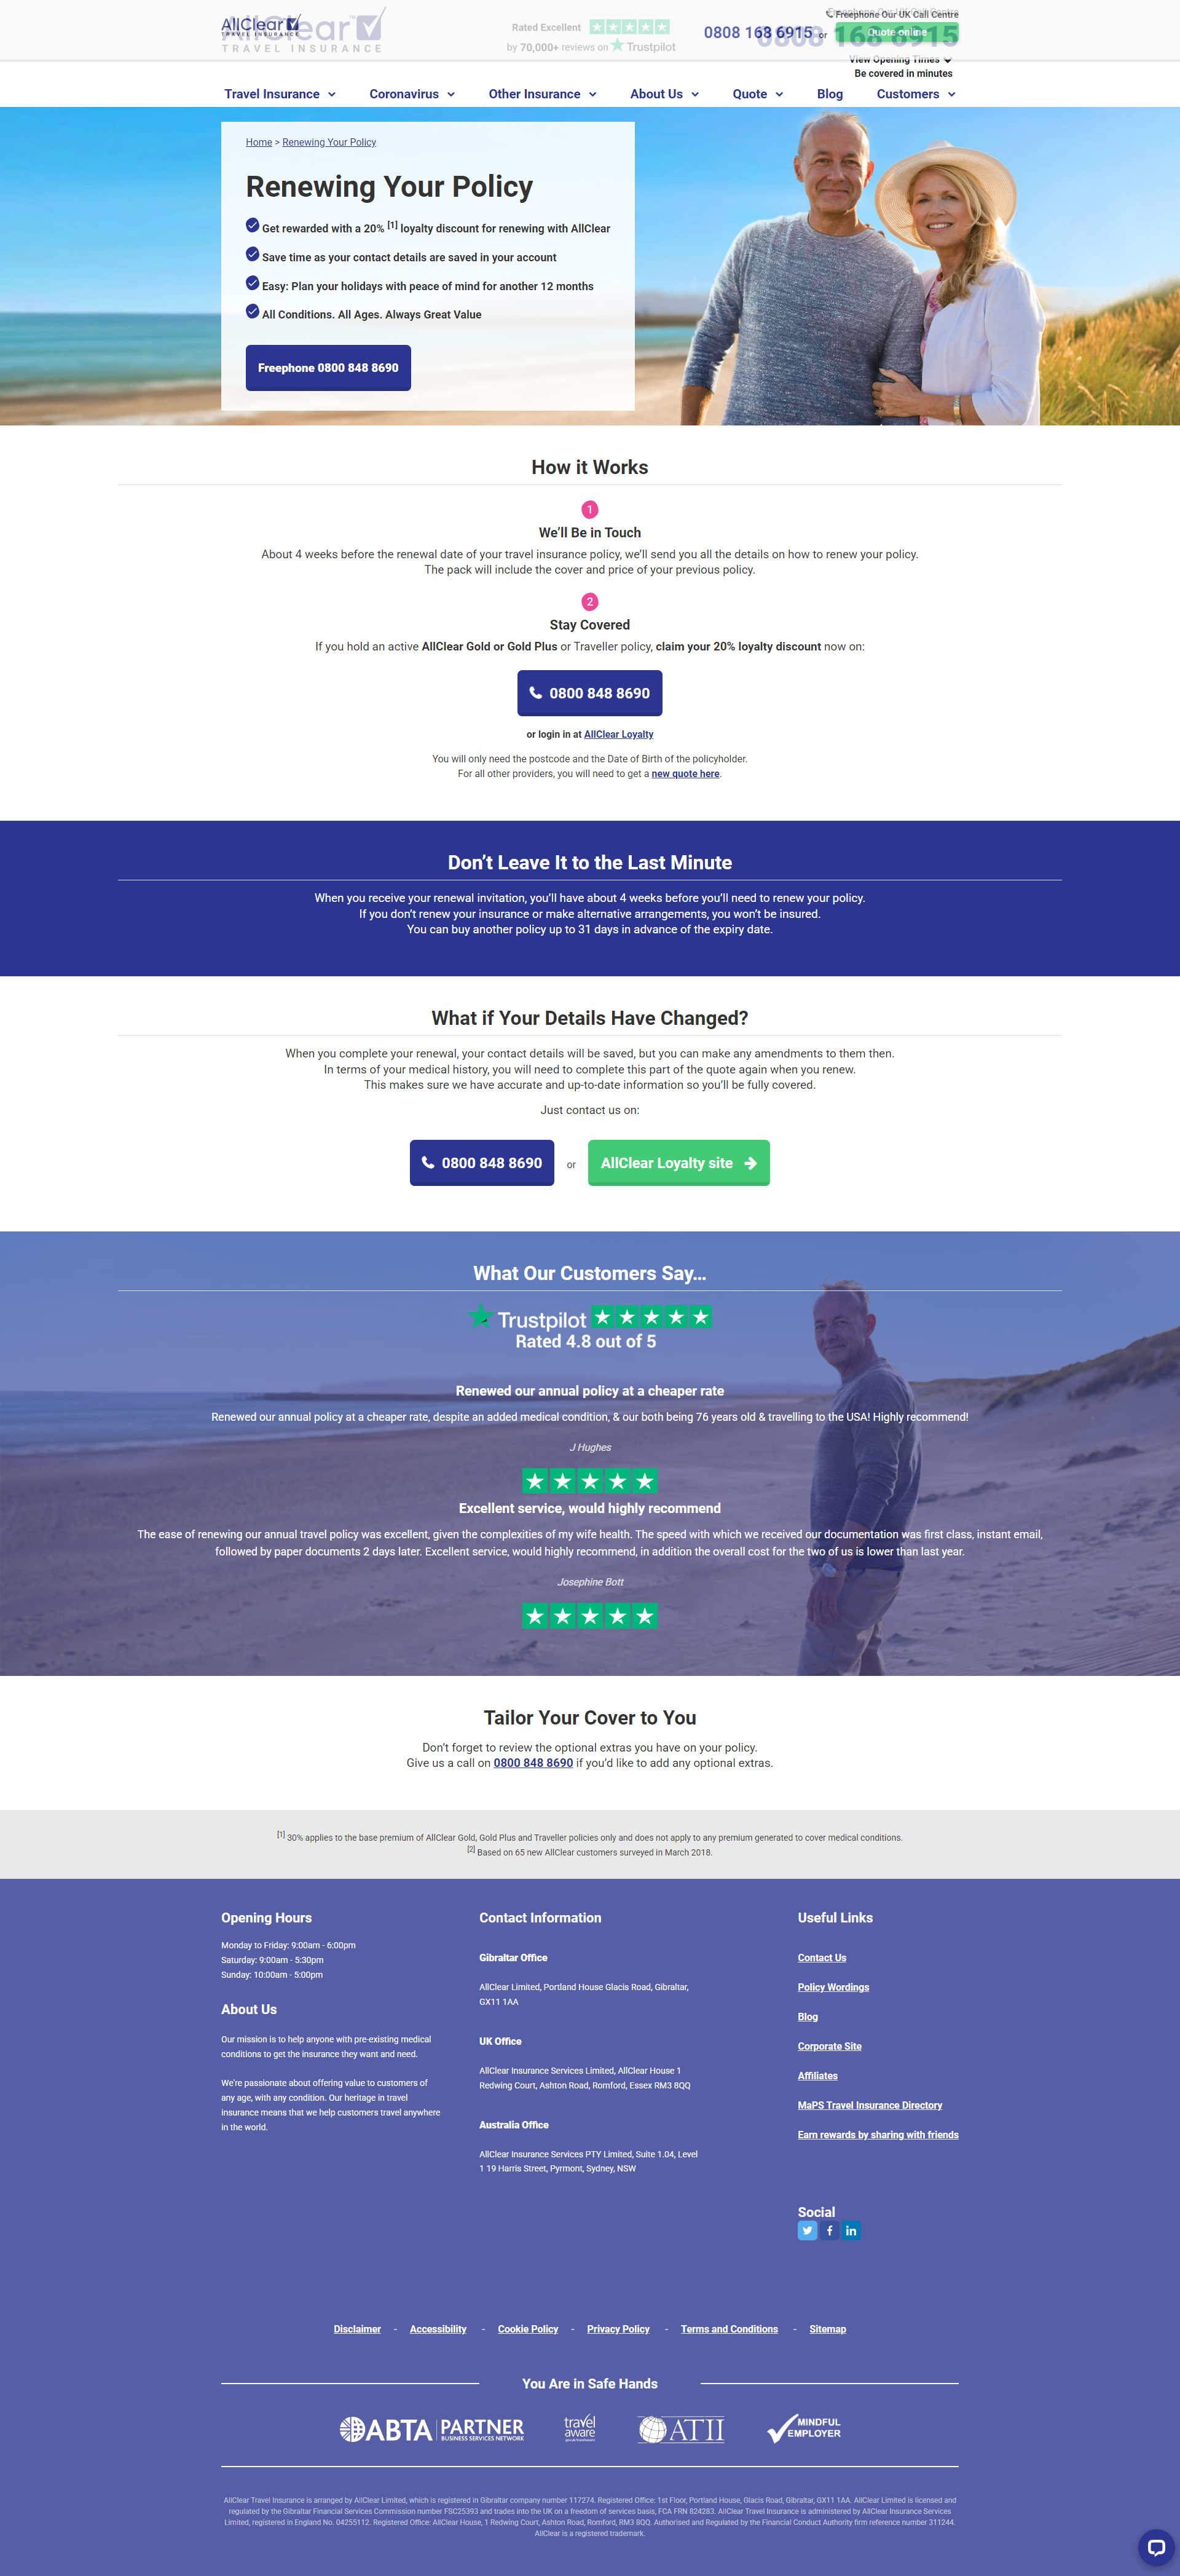 AllClear
TRAVEL INSURANCE
Rated Excellent
by 70,000+ reviews on Trustpilot
0808 168 6915 or
Freephone Our UK Call Centre
0808 168 6915
Quote online
View Opening Times
Be covered in minutes
Travel Insurance
Coronavirus
Other Insurance
About Us
Quote
Blog
Customers
Home > Renewing Your Policy
Renewing Your Policy
Get rewarded with a 20% [1] loyalty discount for renewing with AllClear
Save time as your contact details are saved in your account
Easy: Plan your holidays with peace of mind for another 12 months
All Conditions. All Ages. Always Great Value
Freephone 0800 848 8690
How it Works
1
We'll Be in Touch
About 4 weeks before the renewal date of your travel insurance policy, we'll send you all the details on how to renew your policy.
The pack will include the cover and price of your previous policy.
2
Stay Covered
If you hold an active AllClear Gold or Gold Plus or Traveller policy, claim your 20% loyalty discount now on:
0800 848 8690
or login in at AllClear Loyalty
You will only need the postcode and the Date of Birth of the policyholder.
For all other providers, you will need to get a new quote here.
Don't Leave It to the Last Minute
When you receive your renewal invitation, you'll have about 4 weeks before you'll need to renew your policy.
If you don't renew your insurance or make alternative arrangements, you won't be insured.
You can buy another policy up to 31 days in advance of the expiry date.
What if Your Details Have Changed?
When you complete your renewal, your contact details will be saved, but you can make any amendments to them then.
In terms of your medical history, you will need to complete this part of the quote again when you renew.
This makes sure we have accurate and up-to-date information so you'll be fully covered.
Just contact us on:
0800 848 8690
or
AllClear Loyalty site
What Our Customers Say...
Trustpilot
Rated 4.8 out of 5
Renewed our annual policy at a cheaper rate
Renewed our annual policy at a cheaper rate, despite an added medical condition, & our both being 76 years old & travelling to the USA! Highly recommend!
J Hughes
Excellent service, would highly recommend
The ease of renewing our annual travel policy was excellent, given the complexities of my wife health. The speed with which we received our documentation was first class, instant email,
followed by paper documents 2 days later. Excellent service, would highly recommend, in addition the overall cost for the two of us is lower than last year.
Josephine Bott
Tailor Your Cover to You
Don't forget to review the optional extras you have on your policy.
Give us a call on 0800 848 8690 if you'd like to add any optional extras.
[1] 30% applies to the base premium of AllClear Gold, Gold Plus and Traveller policies only and does not apply to any premium generated to cover medical conditions.
[2] Based on 65 new AllClear customers surveyed in March 2018.
Opening Hours
Monday to Friday: 9:00am - 6:00pm
Saturday: 9:00am - 5:30pm
Sunday: 10:00am - 5:00pm
About Us
Our mission is to help anyone with pre-existing medical
conditions to get the insurance they want and need.
We're passionate about offering value to customers of
any age, with any condition. Our heritage in travel
insurance means that we help customers travel anywhere
in the world.
Contact Information
Gibraltar Office
AllClear Limited, Portland House Glacis Road, Gibraltar,
GX11 1AA
UK Office
AllClear Insurance Services Limited, AllClear House 1
Redwing Court, Ashton Road, Romford, Essex RM3 8QQ
Australia Office
AllClear Insurance Services PTY Limited, Suite 1.04, Level
1 19 Harris Street, Pyrmont, Sydney, NSW
Useful Links
Contact Us
Policy Wordings
Blog
Corporate Site
Affiliates
MaPS Travel Insurance Directory
Earn rewards by sharing with friends
Social
Disclaimer - Accessibility - Cookie Policy - Privacy Policy - Terms and Conditions - Sitemap
You Are in Safe Hands
ABTA PARTNER
BUSINESS SERVICES NETWORK
travel
aware
ATII
MINDFUL
EMPLOYER
AllClear Travel Insurance is arranged by AllClear Limited, which is registered in Gibraltar company number 117274. Registered Office: 1st Floor, Portland House, Glacis Road, Gibraltar, GX11 1AA. AllClear Limited is licensed and
regulated by the Gibraltar Financial Services Commission number FSC25393 and trades into the UK on a freedom of services basis, FCA FRN 824283. AllClear Travel Insurance is administered by AllClear Insurance Services
Limited, registered in England No. 04255112. Registered Office: AllClear House, 1 Redwing Court, Ashton Road, Romford, RM3 8QQ. Authorised and Regulated by the Financial Conduct Authority firm reference number 311244.
AllClear is a registered trademark.